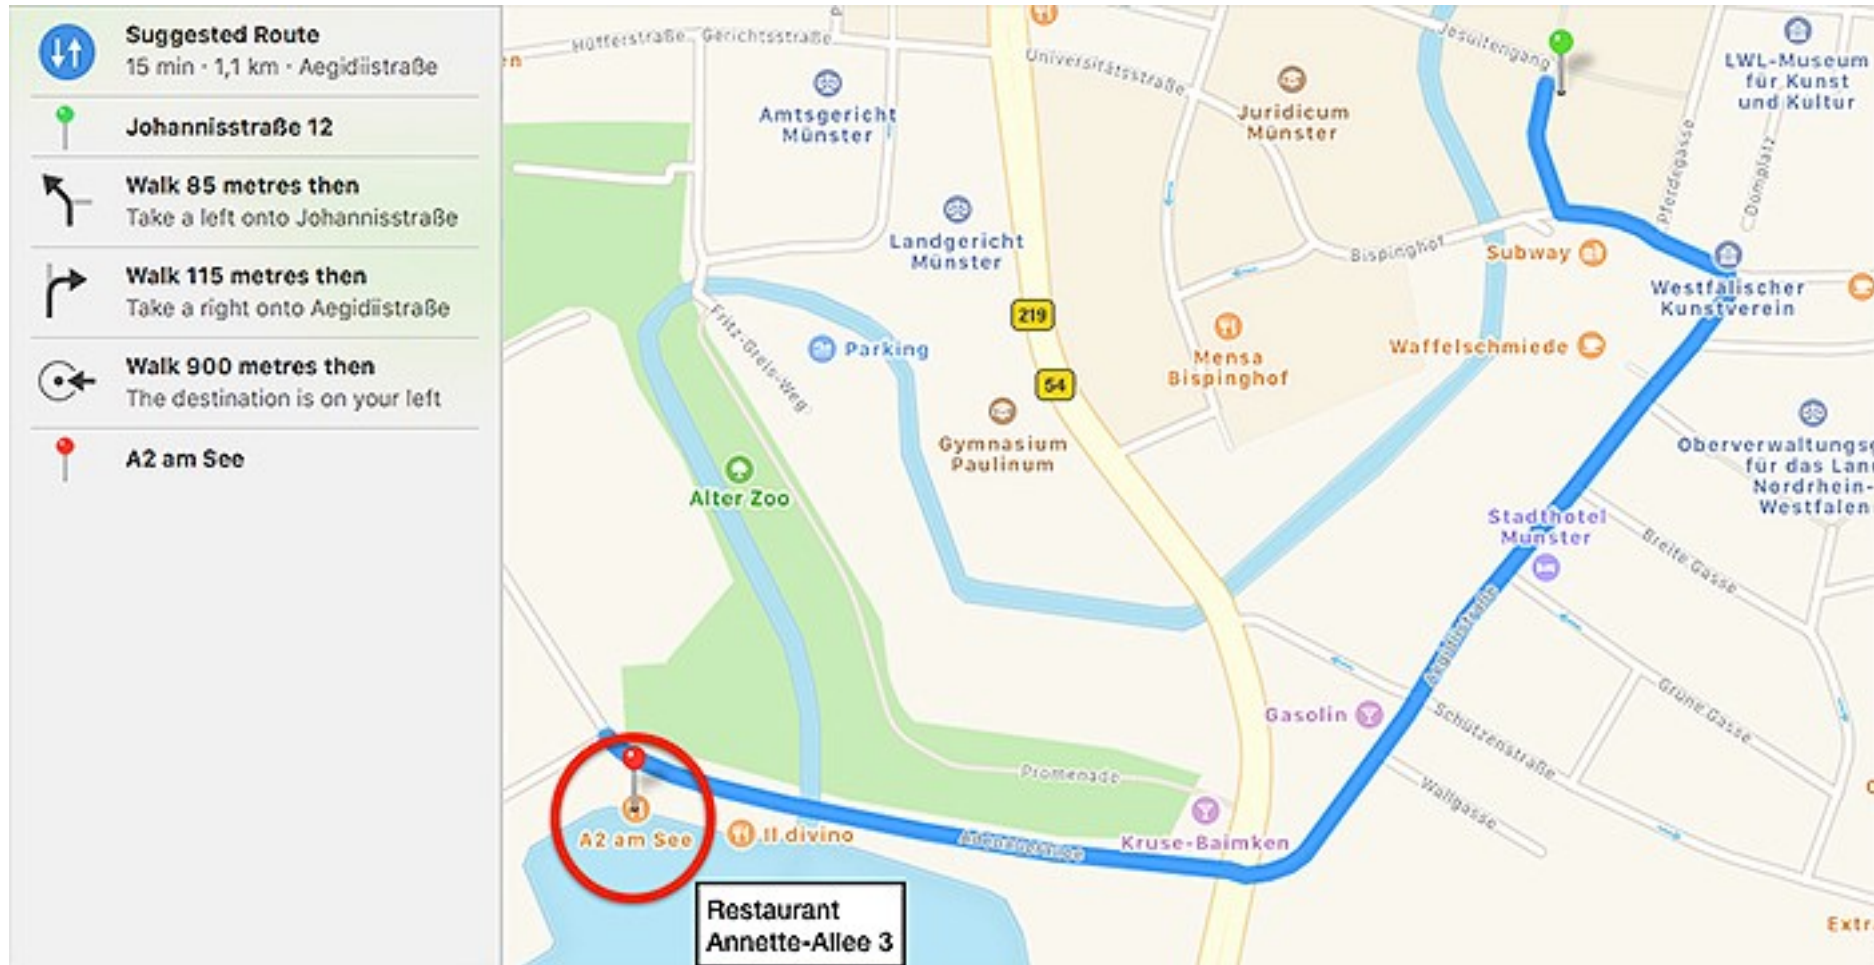 Suggested Route
15 min · 1,1 km · Aegidiistraße
Johannisstraße 12
Walk 85 metres then
Take a left onto Johannisstraße
Walk 115 metres then
Take a right onto Aegidiistraße
Walk 900 metres then
The destination is on your left
A2 am See
Hüfferstraße
Gerichtsstraße
Universitätsstraße
Jesuitengang
LWL-Museum
für Kunst
und Kultur
Amtsgericht
Münster
Juridicum
Münster
Pferdegasse
Domplatz
Landgericht
Münster
Bispinghof
Subway
Westfälischer
Kunstverein
219
Fritz-Greis-Weg
Parking
Mensa
Bispinghof
Waffelschmiede
54
Gymnasium
Paulinum
Oberverwaltungsg
für das Lan
Nordrhein-
Westfalen
Alter Zoo
Stadthotel
Münster
Breite Gasse
Aegidiistraße
Gasolin
Schützenstraße
Grüne Gasse
Promenade
Wallgasse
A2 am See
Il divino
Kruse-Baimken
Restaurant
Annette-Allee 3
Extr